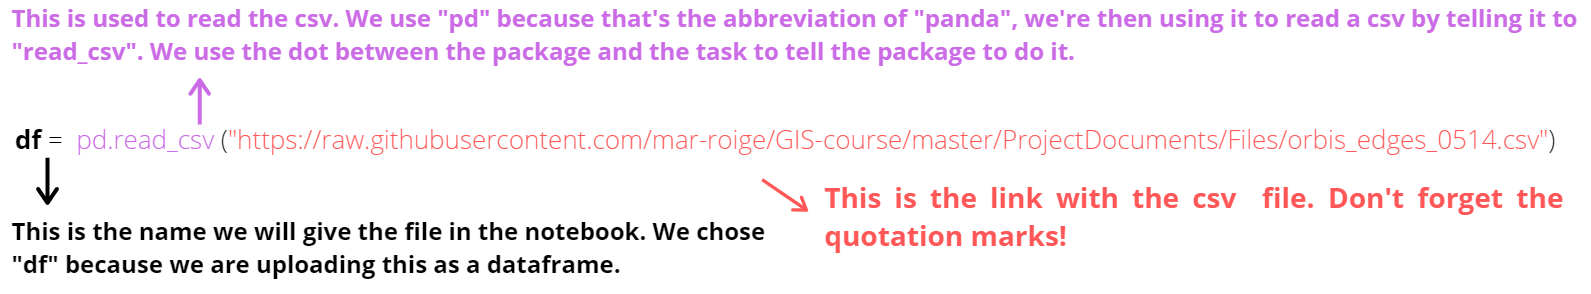 This is used to read the csv. We use "pd" because that's the abbreviation of "panda", we're then using it to read a csv by telling it to
"read_csv". We use the dot between the package and the task to tell the package to do it.
df = pd.read_csv ("https://raw.githubusercontent.com/mar-roige/GIS-course/master/ProjectDocuments/Files/orbis_edges_0514.csv")
This is the link with the csv file. Don't forget the
quotation marks!
This is the name we will give the file in the notebook. We chose
"df" because we are uploading this as a dataframe.